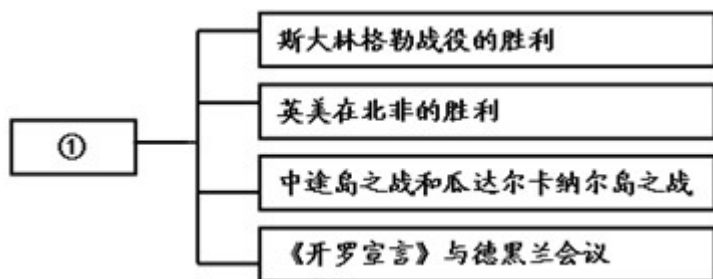 斯大林格勒战役的胜利
英美在北非的胜利
①
中途岛之战和瓜达尔卡纳尔岛之战
《开罗宣言》与德黑兰会议